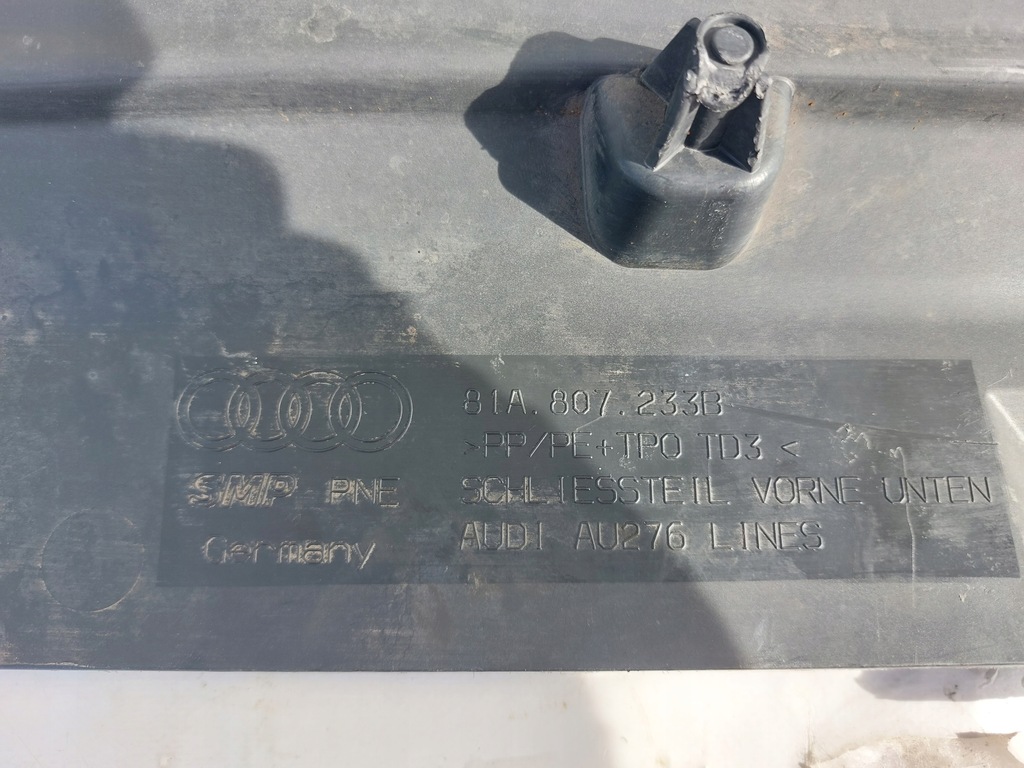 81A.807.233B
>PP/PE+TPO TD3<
SMP PNE SCHLIESSTEIL VORNE UNTEN
Germany AUDI AU276 LINES